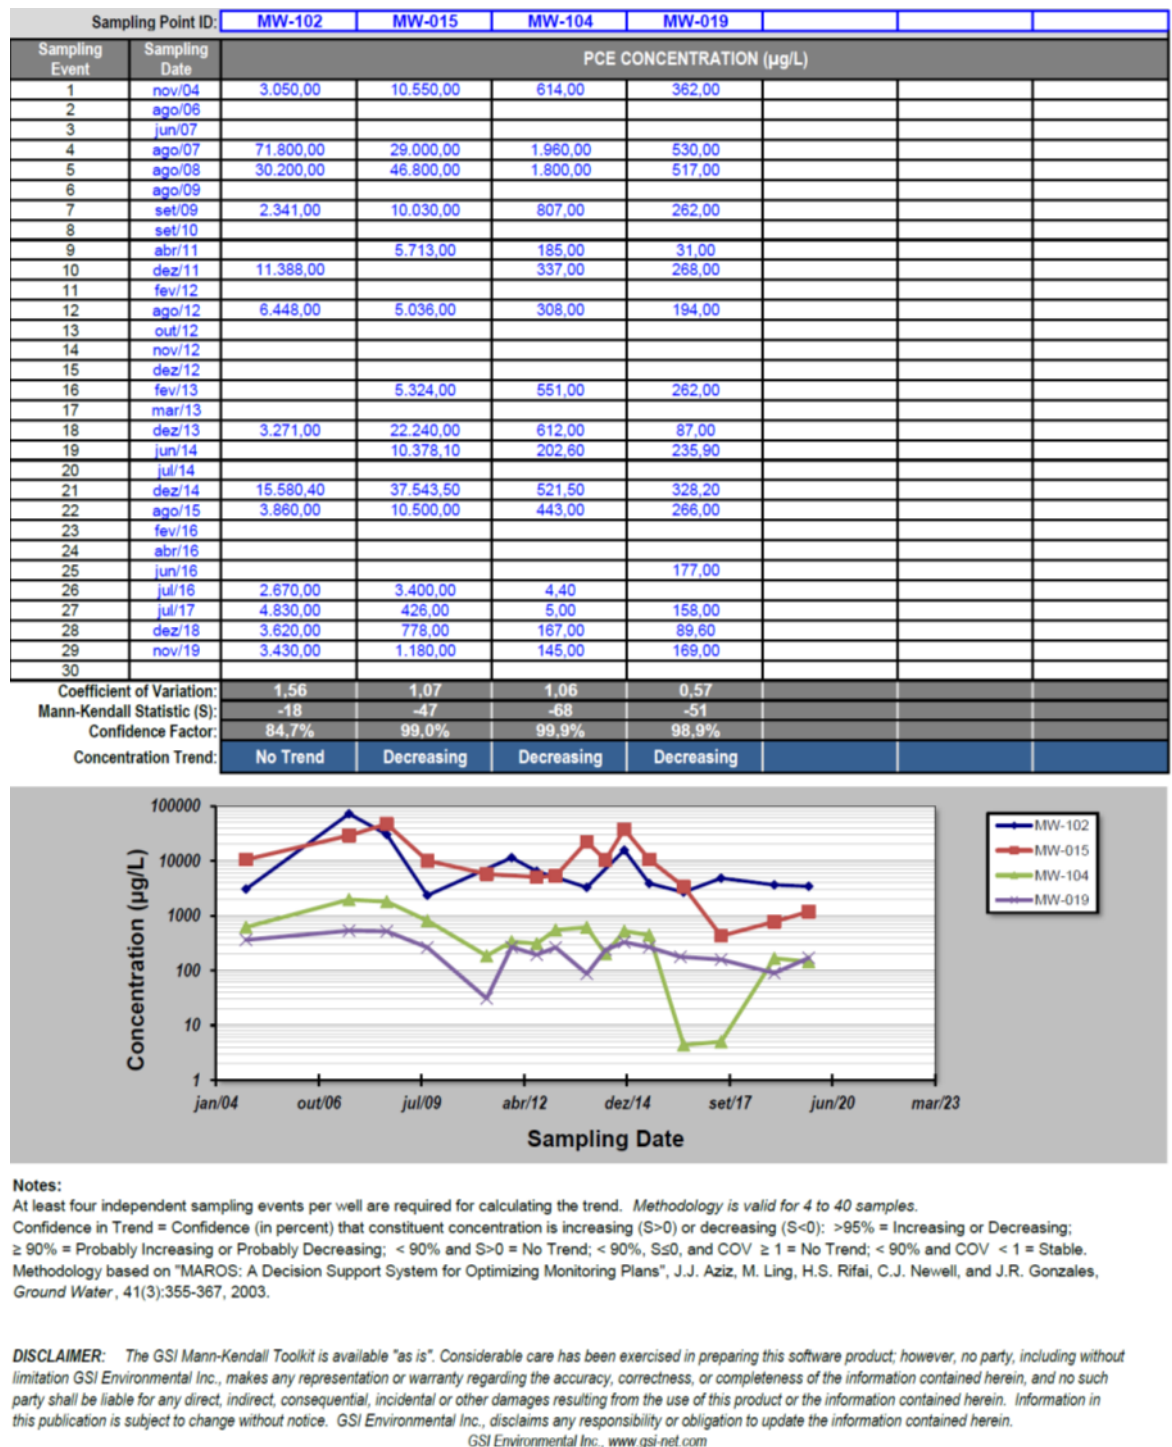 Sampling Point ID: MW-102 MW-015 MW-104 MW-019
Sampling Event Sampling Date PCE CONCENTRATION (µg/L)
1 nov/04 3.050,00 10.550,00 614,00 362,00
2 ago/06
3 jun/07
4 ago/07 71.800,00 29.000,00 1.960,00 530,00
5 ago/08 30.200,00 46.800,00 1.800,00 517,00
6 ago/09
7 set/09 2.341,00 10.030,00 807,00 262,00
8 set/10
9 abr/11 5.713,00 185,00 31,00
10 dez/11 11.388,00 337,00 268,00
11 fev/12
12 ago/12 6.448,00 5.036,00 308,00 194,00
13 out/12
14 nov/12
15 dez/12
16 fev/13 5.324,00 551,00 262,00
17 mar/13
18 dez/13 3.271,00 22.240,00 612,00 87,00
19 jun/14 10.378,10 202,60 235,90
20 jul/14
21 dez/14 15.580,40 37.543,50 521,50 328,20
22 ago/15 3.860,00 10.500,00 443,00 266,00
23 fev/16
24 abr/16
25 jun/16 177,00
26 jul/16 2.670,00 3.400,00 4,40
27 jul/17 4.830,00 426,00 5,00 158,00
28 dez/18 3.620,00 778,00 167,00 89,60
29 nov/19 3.430,00 1.180,00 145,00 169,00
30
Coefficient of Variation: 1,56 1,07 1,06 0,57
Mann-Kendall Statistic (S): -18 -47 -68 -51
Confidence Factor: 84,7% 99,0% 99,9% 98,9%
Concentration Trend: No Trend Decreasing Decreasing Decreasing
Concentration (µg/L)
100000
10000
1000
100
10
1
jan/04 out/06 jul/09 abr/12 dez/14 set/17 jun/20 mar/23
Sampling Date
MW-102
MW-015
MW-104
MW-019
Notes:
At least four independent sampling events per well are required for calculating the trend. Methodology is valid for 4 to 40 samples.
Confidence in Trend = Confidence (in percent) that constituent concentration is increasing (S>0) or decreasing (S<0): >95% = Increasing or Decreasing;
≥ 90% = Probably Increasing or Probably Decreasing; < 90% and S>0 = No Trend; < 90%, S≤0, and COV ≥ 1 = No Trend; < 90% and COV < 1 = Stable.
Methodology based on "MAROS: A Decision Support System for Optimizing Monitoring Plans", J.J. Aziz, M. Ling, H.S. Rifai, C.J. Newell, and J.R. Gonzales,
Ground Water, 41(3):355-367, 2003.
DISCLAIMER: The GSI Mann-Kendall Toolkit is available "as is". Considerable care has been exercised in preparing this software product; however, no party, including without
limitation GSI Environmental Inc., makes any representation or warranty regarding the accuracy, correctness, or completeness of the information contained herein, and no such
party shall be liable for any direct, indirect, consequential, incidental or other damages resulting from the use of this product or the information contained herein. Information in
this publication is subject to change without notice. GSI Environmental Inc., disclaims any responsibility or obligation to update the information contained herein.
GSI Environmental Inc., www.gsi-net.com